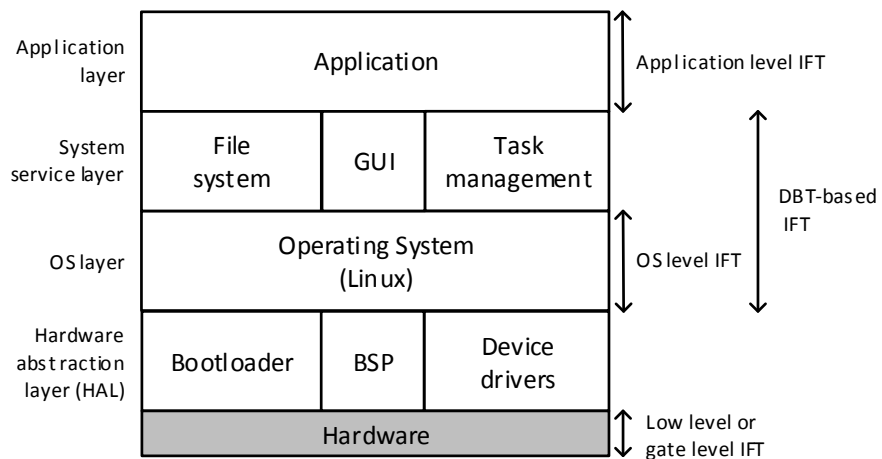 Application
layer
Application
Application level IFT
System
service layer
File
system
GUI
Task
management
DBT-based
IFT
OS layer
Operating System
(Linux)
OS level IFT
Hardware
abstraction
layer (HAL)
Bootloader
BSP
Device
drivers
Hardware
Low level or
gate level IFT